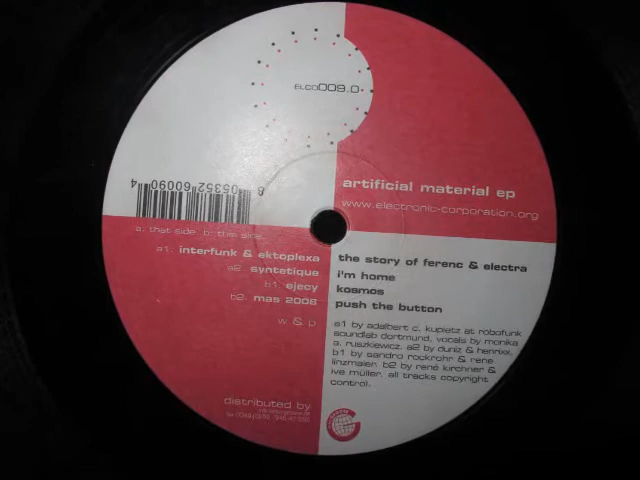 ELCO009.0
artificial material ep
www.electronic-corporation.org
a: that side b: this side
a1. interfunk & ektoplexa
a2. syntetique
b1. ejecy
b2. mas 2008
w & p
the story of ferenc & electra
i'm home
kosmos
push the button
a1 by adalbert c. kupietz at robofunk
soundlab dortmund, vocals by monika
a. ruszkiewicz. a2 by duniz & hennixx.
b1 by sandro rockrohr & rene
linzmaier. b2 by rené kirchner &
ive müller. all tracks copyright
control.
distributed by
05352 60090 4